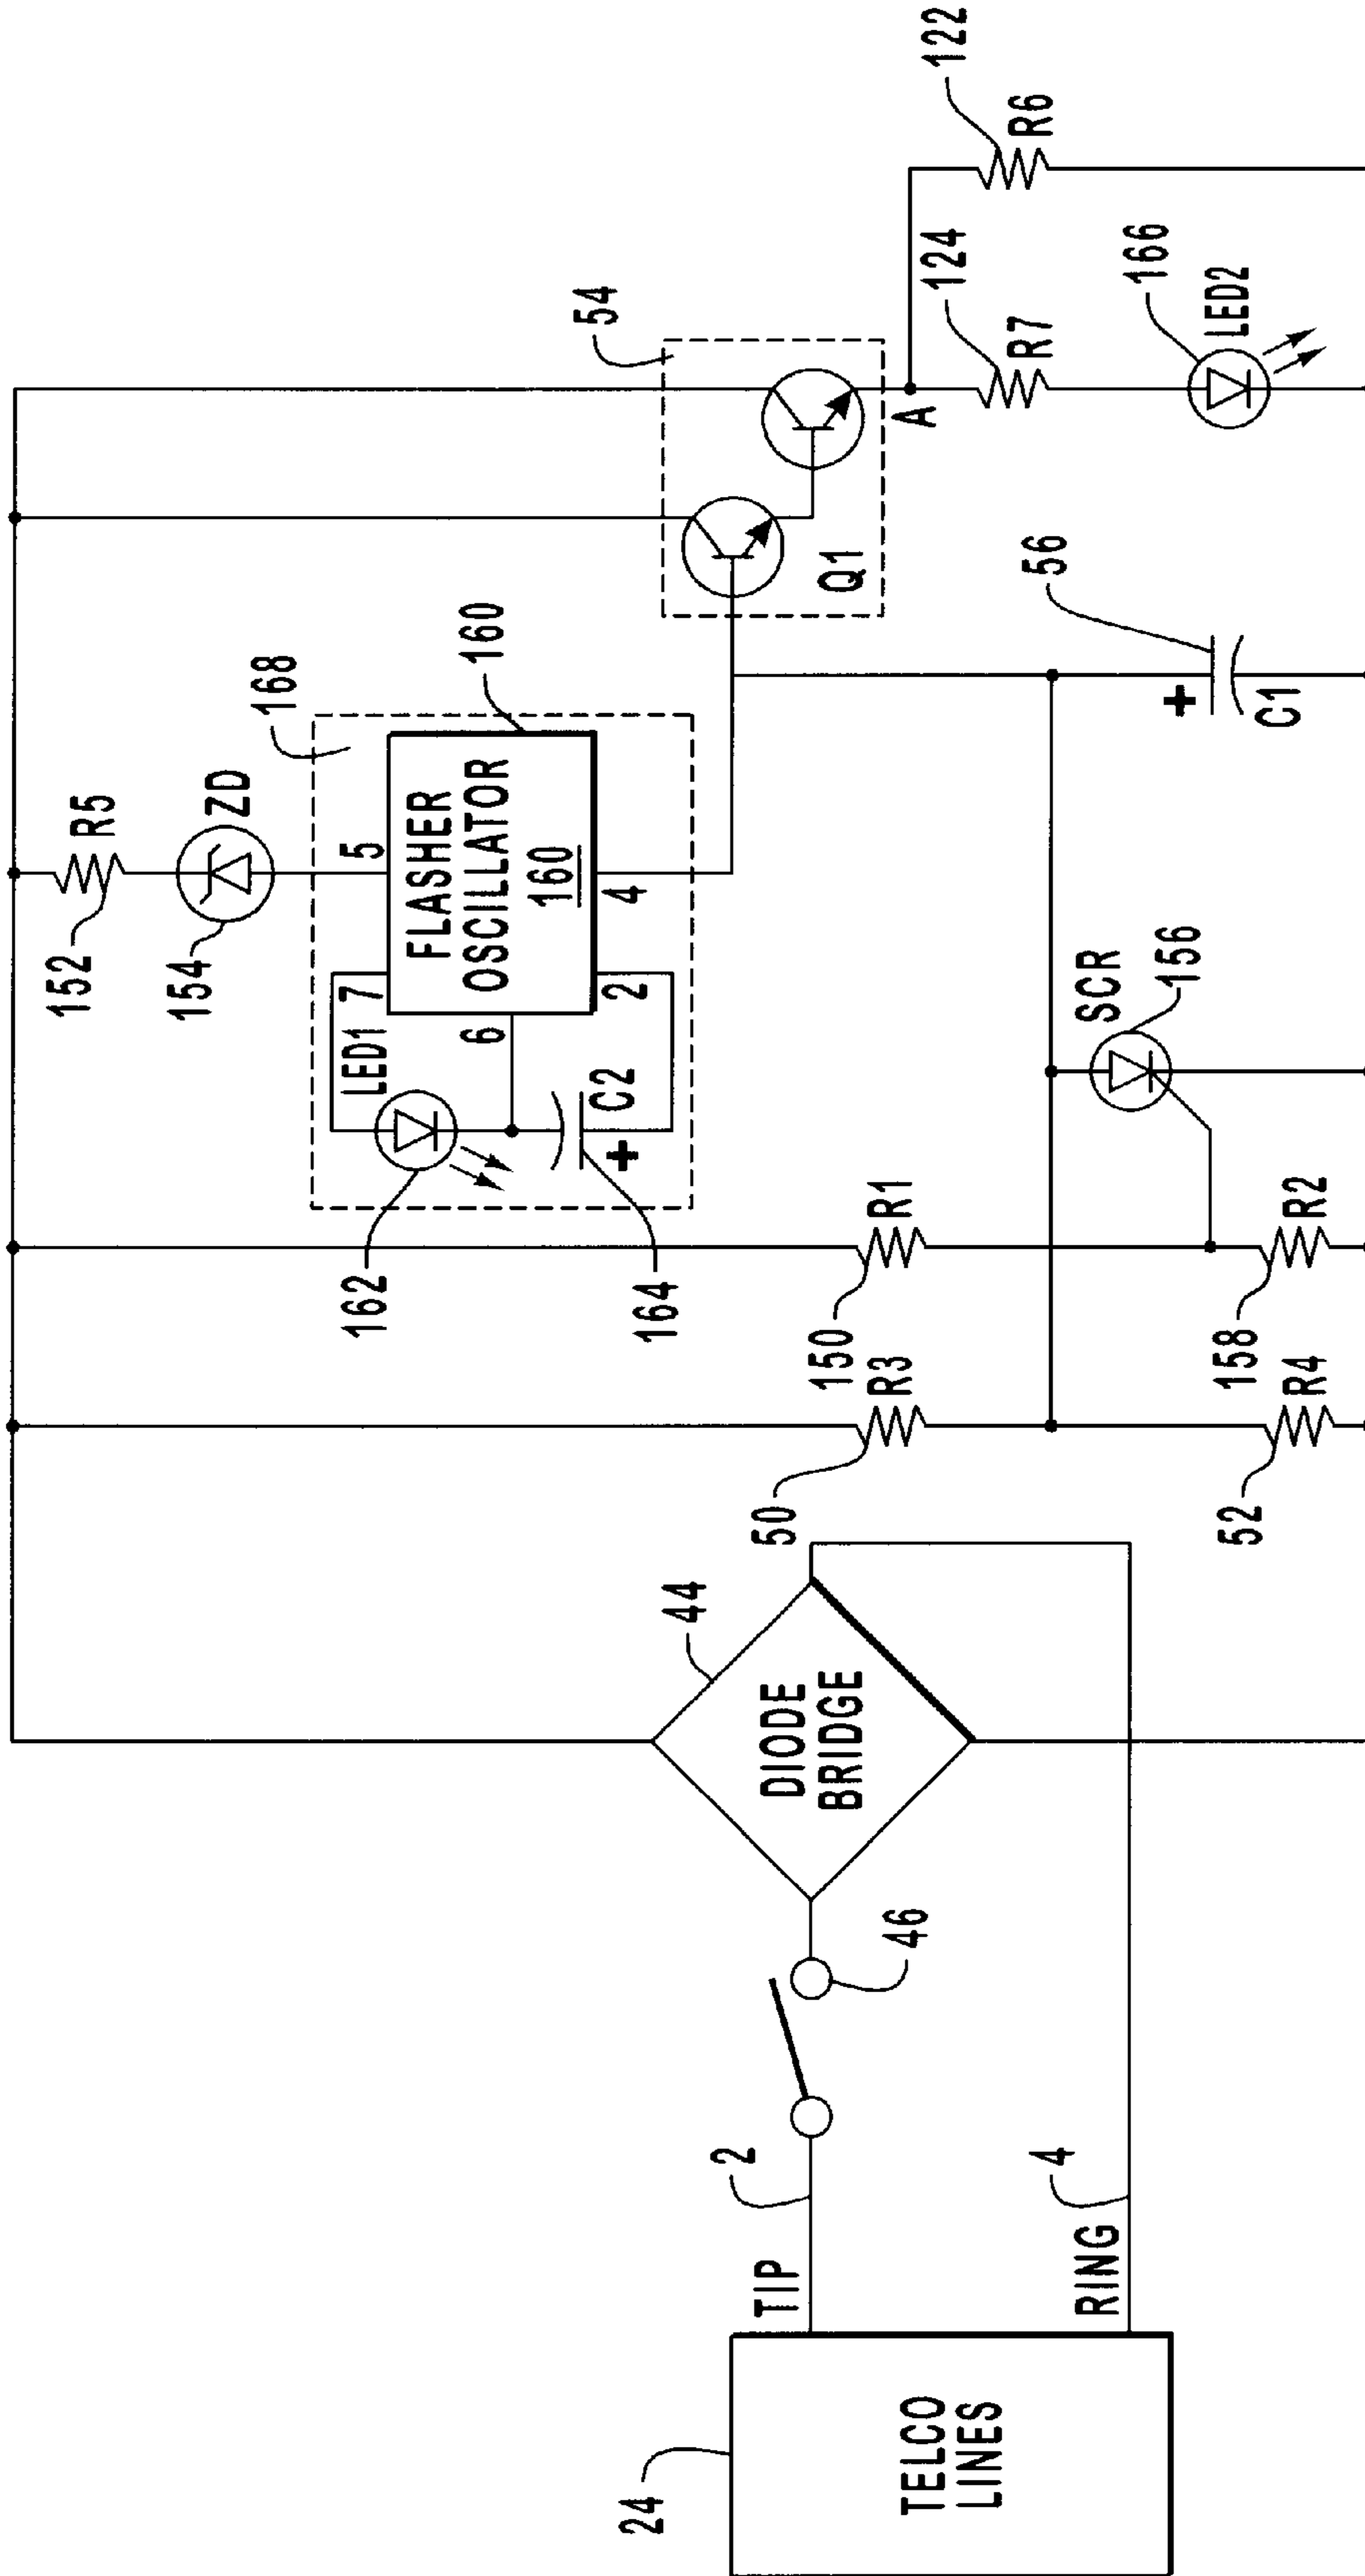 24
TELCO
LINES
TIP
RING
2
4
46
44
DIODE
BRIDGE
50
R3
52
R4
150
R1
158
R2
162
LED1
164
C2
+
7
6
2
5
4
FLASHER
OSCILLATOR
160
160
168
152
R5
154
ZD
SCR
156
56
+
C1
54
Q1
A
124
R7
122
R6
166
LED2